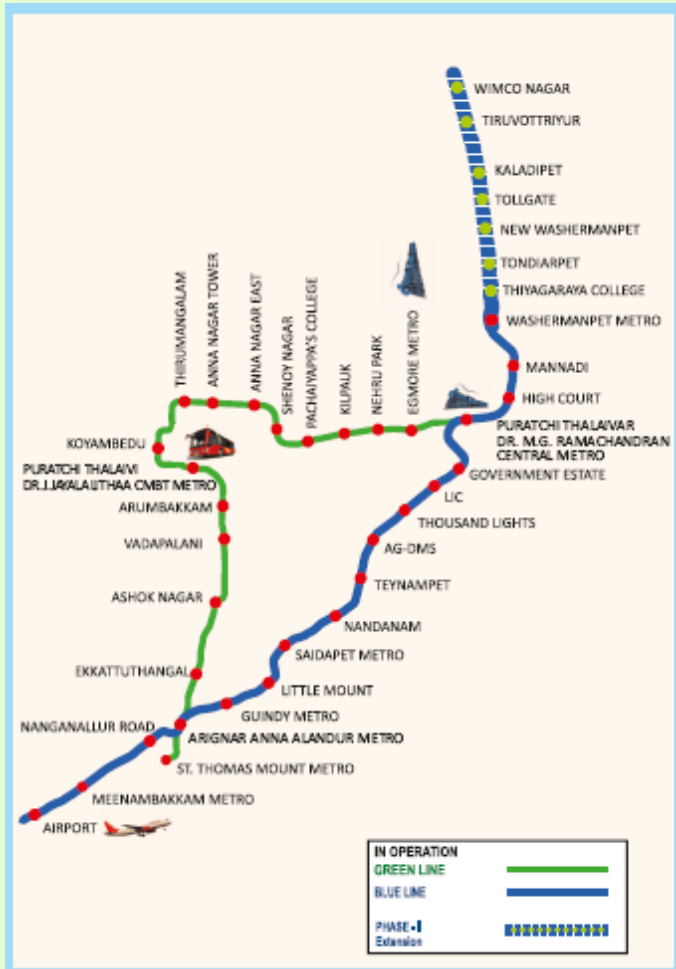 WIMCO NAGAR
TIRUVOTTRIYUR
KALADIPET
TOLLGATE
NEW WASHERMANPET
TONDIARPET
THIYAGARAYA COLLEGE
WASHERMANPET METRO
MANNADI
HIGH COURT
PURATCHI THALAIVAR
DR. M.G. RAMACHANDRAN
CENTRAL METRO
EGMORE METRO
NEHRU PARK
KILPAUK
PACHAIYAPPA'S COLLEGE
SHENOY NAGAR
ANNA NAGAR EAST
ANNA NAGAR TOWER
THIRUMANGALAM
KOYAMBEDU
PURATCHI THALAIVI
DR.J.JAYALALITHAA CMBT METRO
ARUMBAKKAM
VADAPALANI
ASHOK NAGAR
EKKATTUTHANGAL
GOVERNMENT ESTATE
LIC
THOUSAND LIGHTS
AG-DMS
TEYNAMPET
NANDANAM
SAIDAPET METRO
LITTLE MOUNT
GUINDY METRO
NANGANALLUR ROAD
ARIGNAR ANNA ALANDUR METRO
ST. THOMAS MOUNT METRO
MEENAMBAKKAM METRO
AIRPORT
IN OPERATION
GREEN LINE
BLUE LINE
PHASE-I
Extension